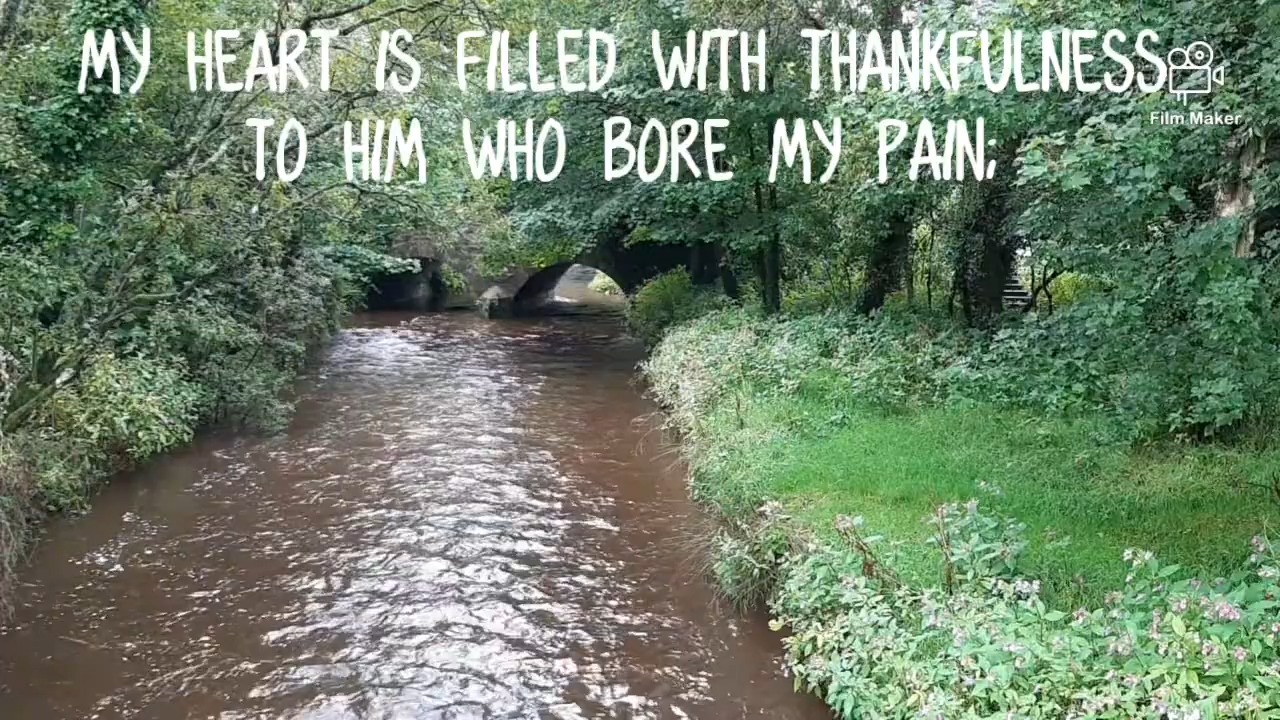 MY HEART IS FILLED WITH THANKFULNESS
TO HIM WHO BORE MY PAIN;
Film Maker